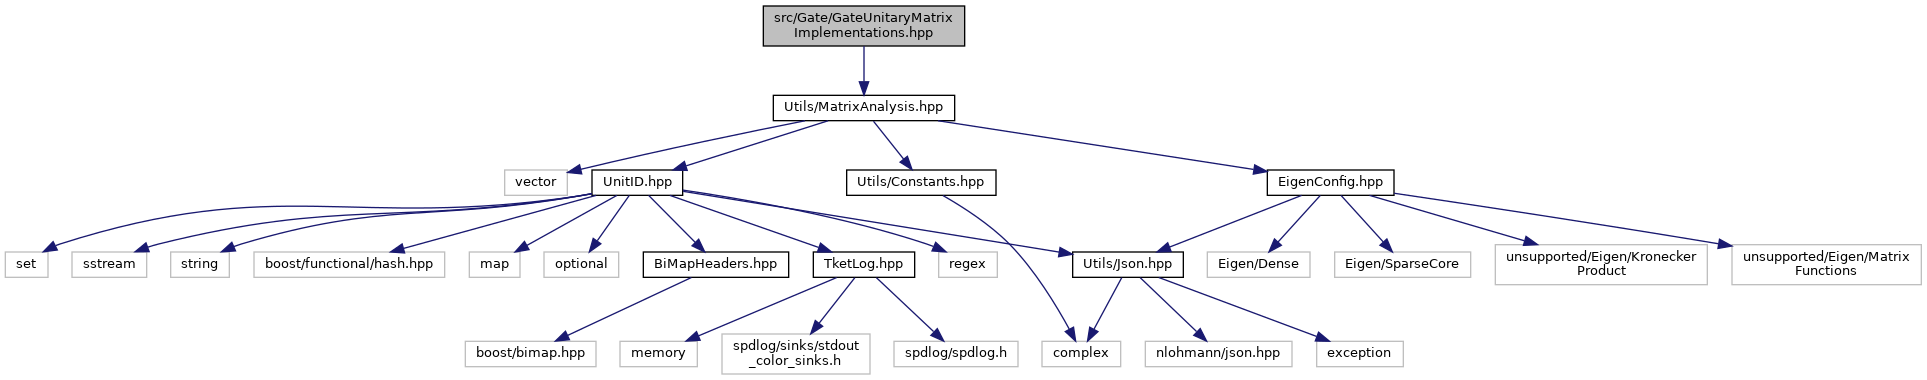 src/Gate/GateUnitaryMatrix
Implementations.hpp
Utils/MatrixAnalysis.hpp
vector
UnitID.hpp
Utils/Constants.hpp
EigenConfig.hpp
set
sstream
string
boost/functional/hash.hpp
map
optional
BiMapHeaders.hpp
TketLog.hpp
regex
Utils/Json.hpp
Eigen/Dense
Eigen/SparseCore
unsupported/Eigen/Kronecker
Product
unsupported/Eigen/Matrix
Functions
boost/bimap.hpp
memory
spdlog/sinks/stdout
_color_sinks.h
spdlog/spdlog.h
complex
nlohmann/json.hpp
exception